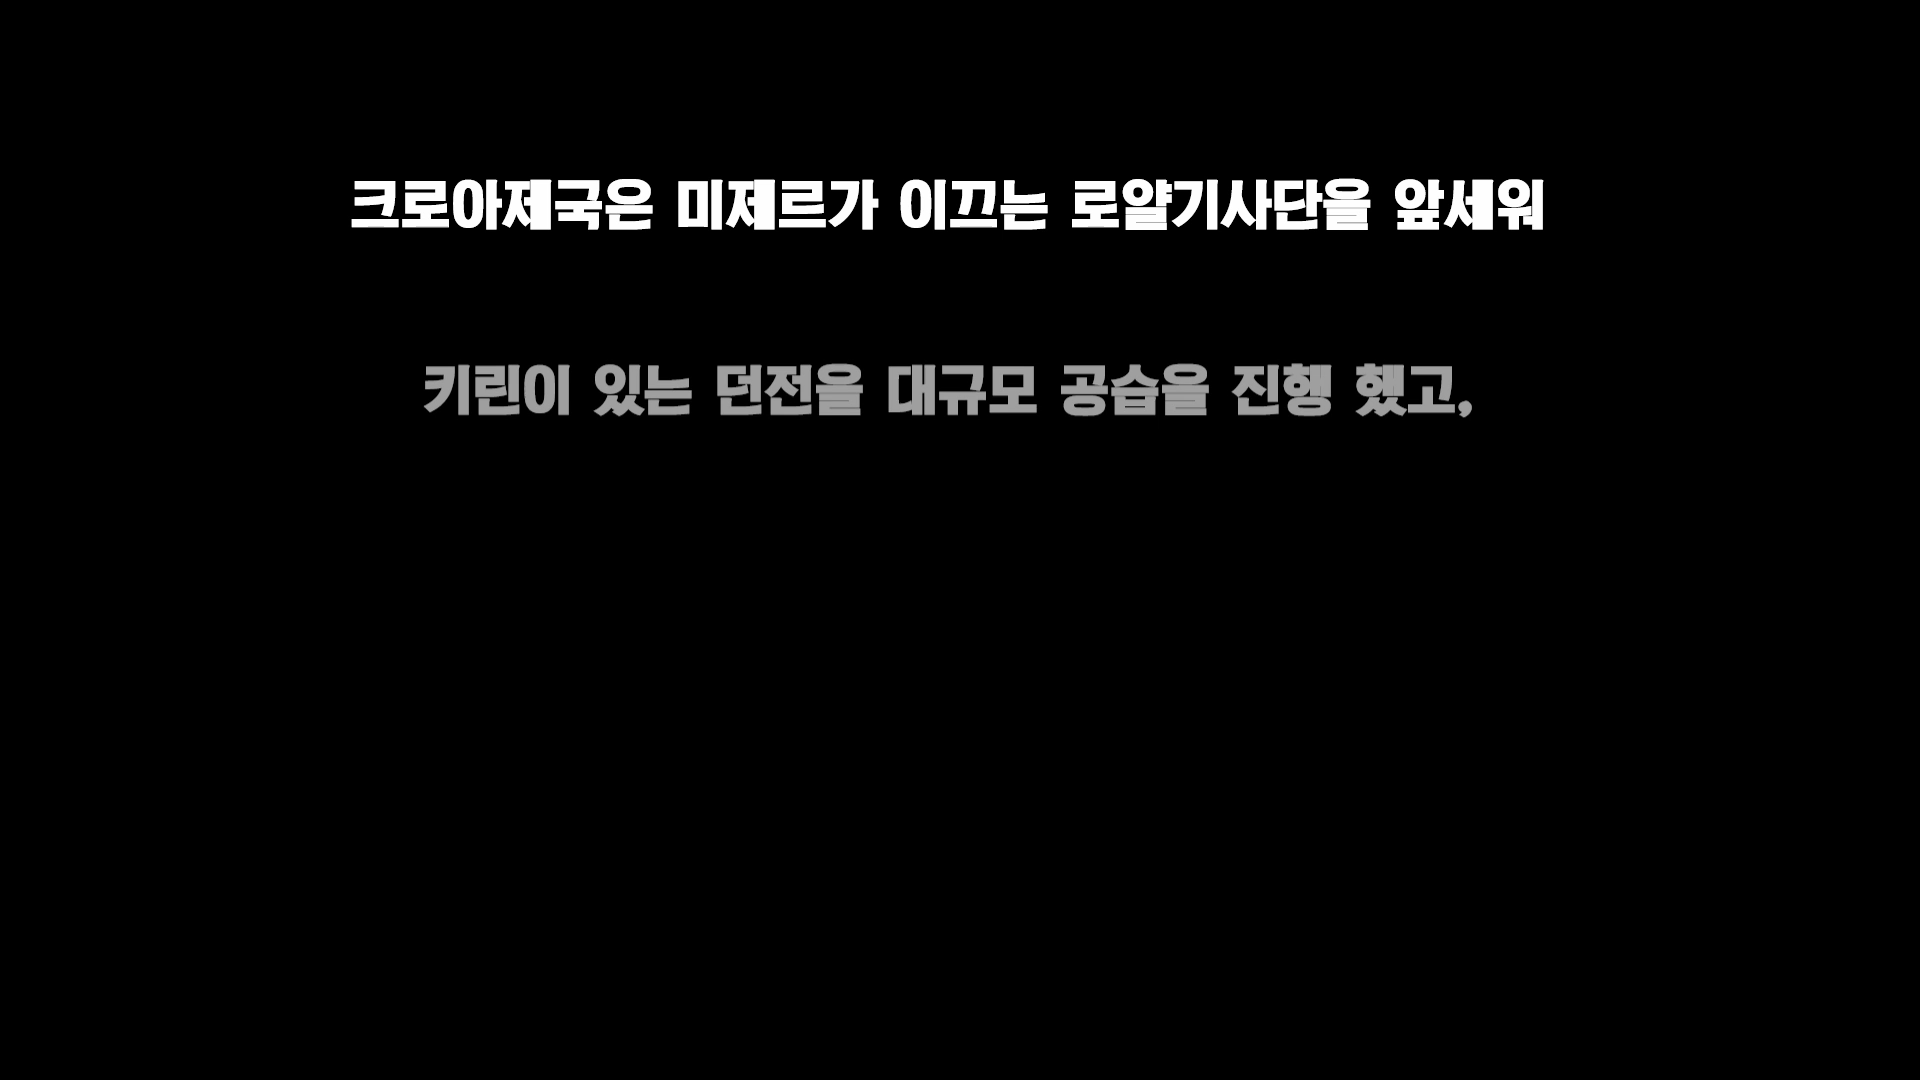 크로아제국은 미제르가 이끄는 로얄기사단을 앞세워
키린이 있는 던전을 대규모 공습을 진행 했고,